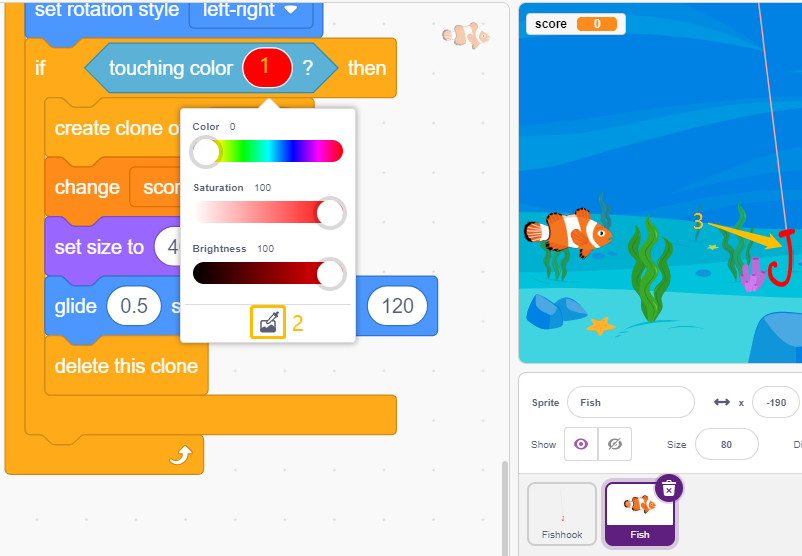 set rotation style left-right
score 0
if touching color 1 ? then
create clone o
change scor
set size to 4
glide 0.5 s 120
delete this clone
Color 0
Saturation 100
Brightness 100
2
3
Sprite Fish x -190
Show Size 80 Di
Fishhook
Fish